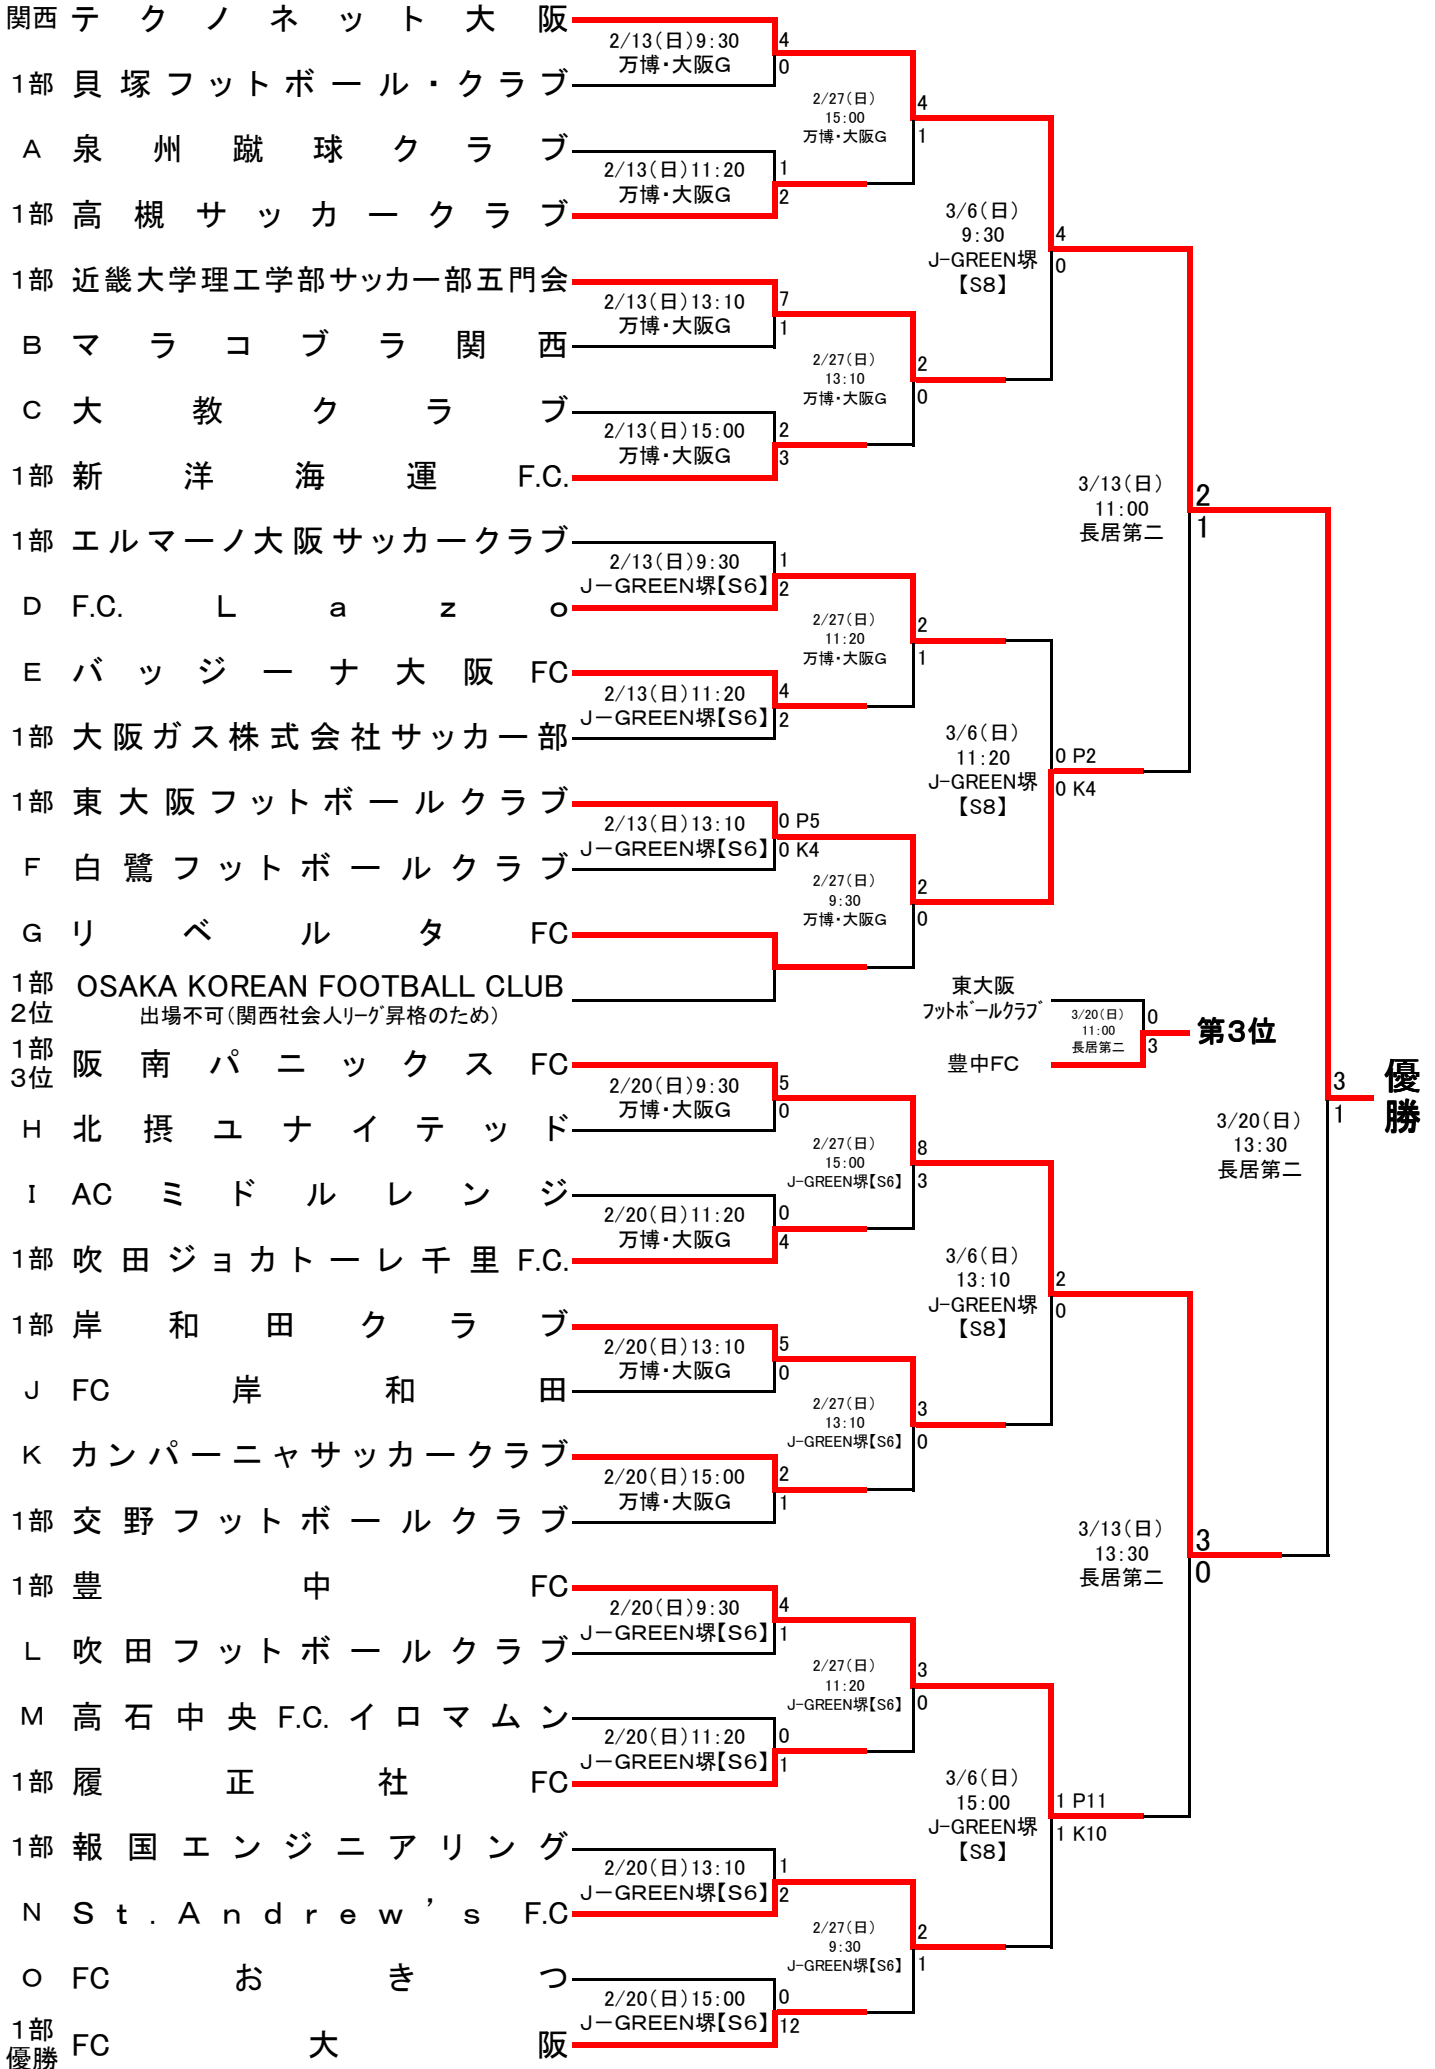 関西 テクノネット大阪
2/13(日)9:30
万博・大阪G
4
0
1部 貝塚フットボール・クラブ
2/27(日)
15:00
万博・大阪G
4
1
A 泉州蹴球クラブ
2/13(日)11:20
万博・大阪G
1
2
1部 高槻サッカークラブ
3/6(日)
9:30
J-GREEN堺
【S8】
4
0
1部 近畿大学理工学部サッカー部五門会
2/13(日)13:10
万博・大阪G
7
1
B マラコブラ関西
2/27(日)
13:10
万博・大阪G
2
0
C 大教クラブ
2/13(日)15:00
万博・大阪G
2
3
1部 新洋海運F.C.
3/13(日)
11:00
長居第二
2
1
1部 エルマーノ大阪サッカークラブ
2/13(日)9:30
J-GREEN堺【S6】
1
2
D F.C. Lazo
2/27(日)
11:20
万博・大阪G
2
1
E バッジーナ大阪FC
2/13(日)11:20
J-GREEN堺【S6】
4
2
1部 大阪ガス株式会社サッカー部
3/6(日)
11:20
J-GREEN堺
【S8】
0 P2
0 K4
1部 東大阪フットボールクラブ
2/13(日)13:10
J-GREEN堺【S6】
0 P5
0 K4
F 白鷺フットボールクラブ
2/27(日)
9:30
万博・大阪G
2
0
G リベルタFC
1部
2位
OSAKA KOREAN FOOTBALL CLUB
出場不可(関西社会人リーグ昇格のため)
東大阪
フットボールクラブ
3/20(日)
11:00
長居第二
0
3
第3位
豊中FC
1部
3位
阪南パニックスFC
2/20(日)9:30
万博・大阪G
5
0
3
1
優
勝
3/20(日)
13:30
長居第二
H 北摂ユナイテッド
2/27(日)
15:00
J-GREEN堺【S6】
8
3
I ACミドルレンジ
2/20(日)11:20
万博・大阪G
0
4
1部 吹田ジョカトーレ千里F.C.
3/6(日)
13:10
J-GREEN堺
【S8】
2
0
1部 岸和田クラブ
2/20(日)13:10
万博・大阪G
5
0
J FC岸和田
2/27(日)
13:10
J-GREEN堺【S6】
3
0
K カンパーニャサッカークラブ
2/20(日)15:00
万博・大阪G
2
1
1部 交野フットボールクラブ
3/13(日)
13:30
長居第二
3
0
1部 豊中FC
2/20(日)9:30
J-GREEN堺【S6】
4
1
L 吹田フットボールクラブ
2/27(日)
11:20
J-GREEN堺【S6】
3
0
M 高石中央F.C.イロマムン
2/20(日)11:20
J-GREEN堺【S6】
0
1
1部 履正社FC
3/6(日)
15:00
J-GREEN堺
【S8】
1 P11
1 K10
1部 報国エンジニアリング
2/20(日)13:10
J-GREEN堺【S6】
1
2
N St.Andrew's F.C
2/27(日)
9:30
J-GREEN堺【S6】
2
1
O FCおきつ
2/20(日)15:00
J-GREEN堺【S6】
0
12
1部
優勝
FC大阪